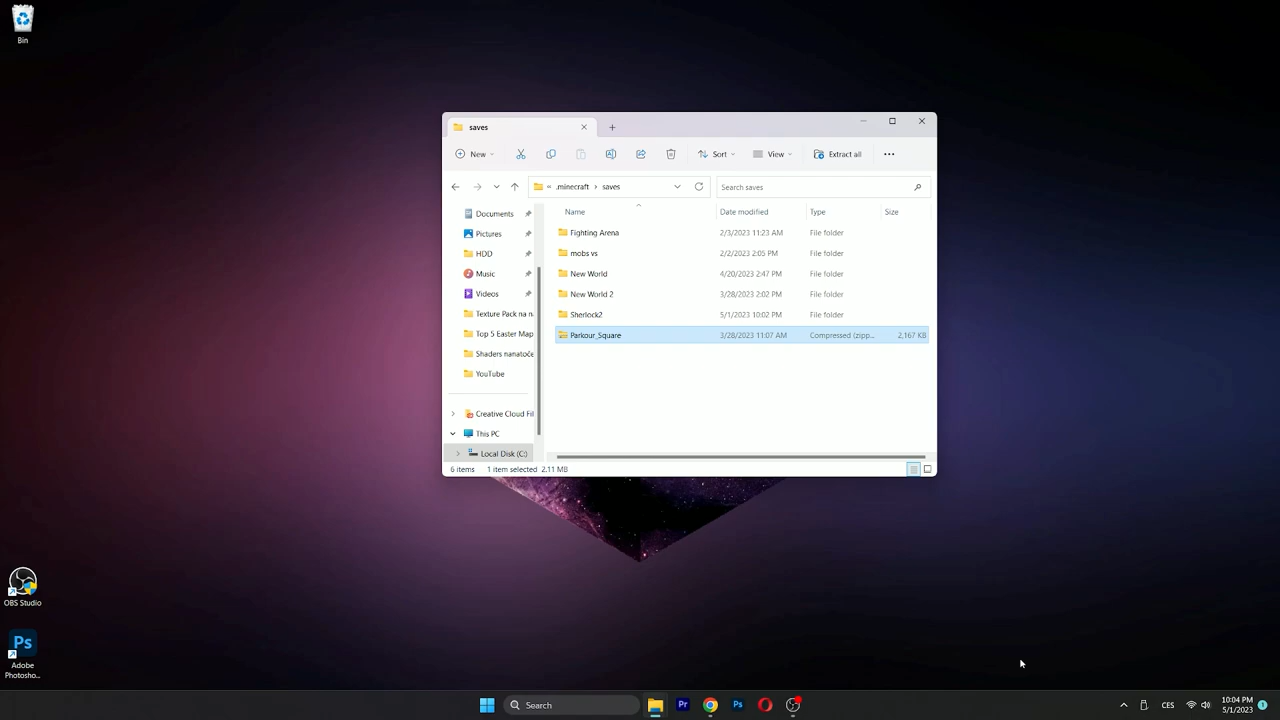 Bin
saves
New
Sort
View
Extract all
.minecraft
saves
Search saves
Documents
Pictures
HDD
Music
Videos
Texture Pack na n
Top 5 Easter Map
Shaders nanatoče
YouTube
Creative Cloud Fil
This PC
Local Disk (C:)
Name Date modified Type Size
Fighting Arena 2/3/2023 11:23 AM File folder
mobs vs 2/2/2023 2:05 PM File folder
New World 4/20/2023 2:47 PM File folder
New World 2 3/28/2023 2:02 PM File folder
Sherlock2 5/1/2023 10:02 PM File folder
Parkour_Square 3/28/2023 11:07 AM Compressed (zipp... 2,167 KB
6 items 1 item selected 2.11 MB
OBS Studio
Ps
Adobe
Photosho...
Search
Pr
Ps
CES
10:04 PM
5/1/2023
1